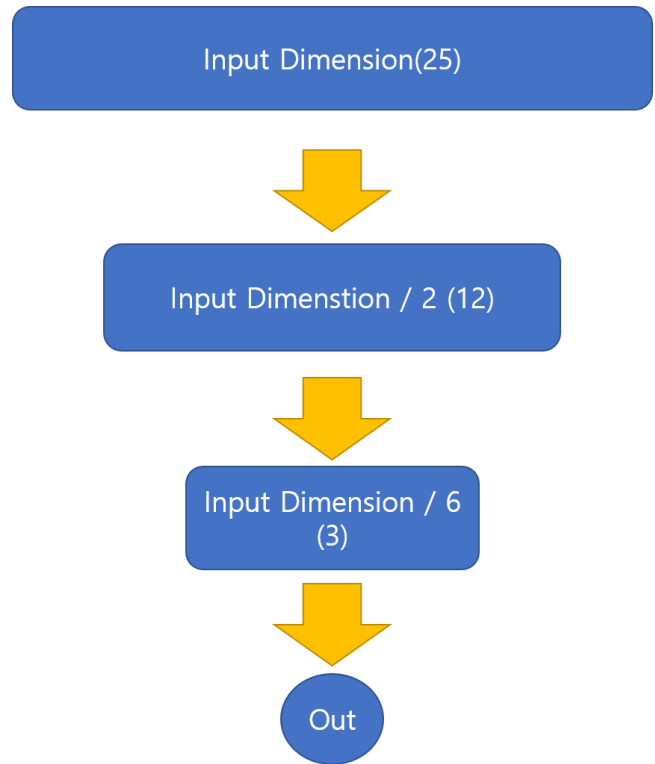 Input Dimension(25)
Input Dimenstion / 2 (12)
Input Dimension / 6
(3)
Out